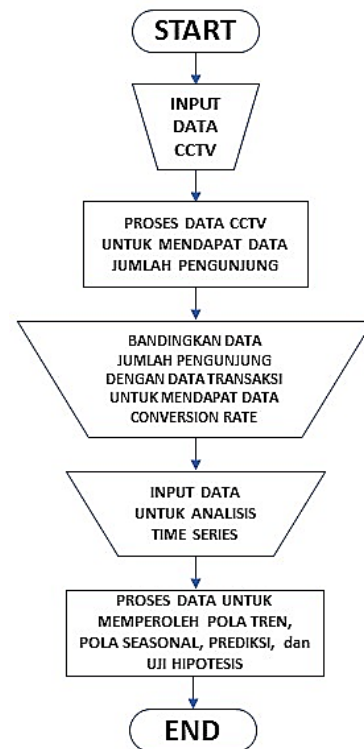 START
INPUT
DATA
CCTV
PROSES DATA CCTV
UNTUK MENDAPAT DATA
JUMLAH PENGUNJUNG
BANDINGKAN DATA
JUMLAH PENGUNJUNG
DENGAN DATA TRANSAKSI
UNTUK MENDAPAT DATA
CONVERSION RATE
INPUT DATA
UNTUK ANALISIS
TIME SERIES
PROSES DATA UNTUK
MEMPEROLEH POLA TREN,
POLA SEASONAL, PREDIKSI, dan
UJI HIPOTESIS
END